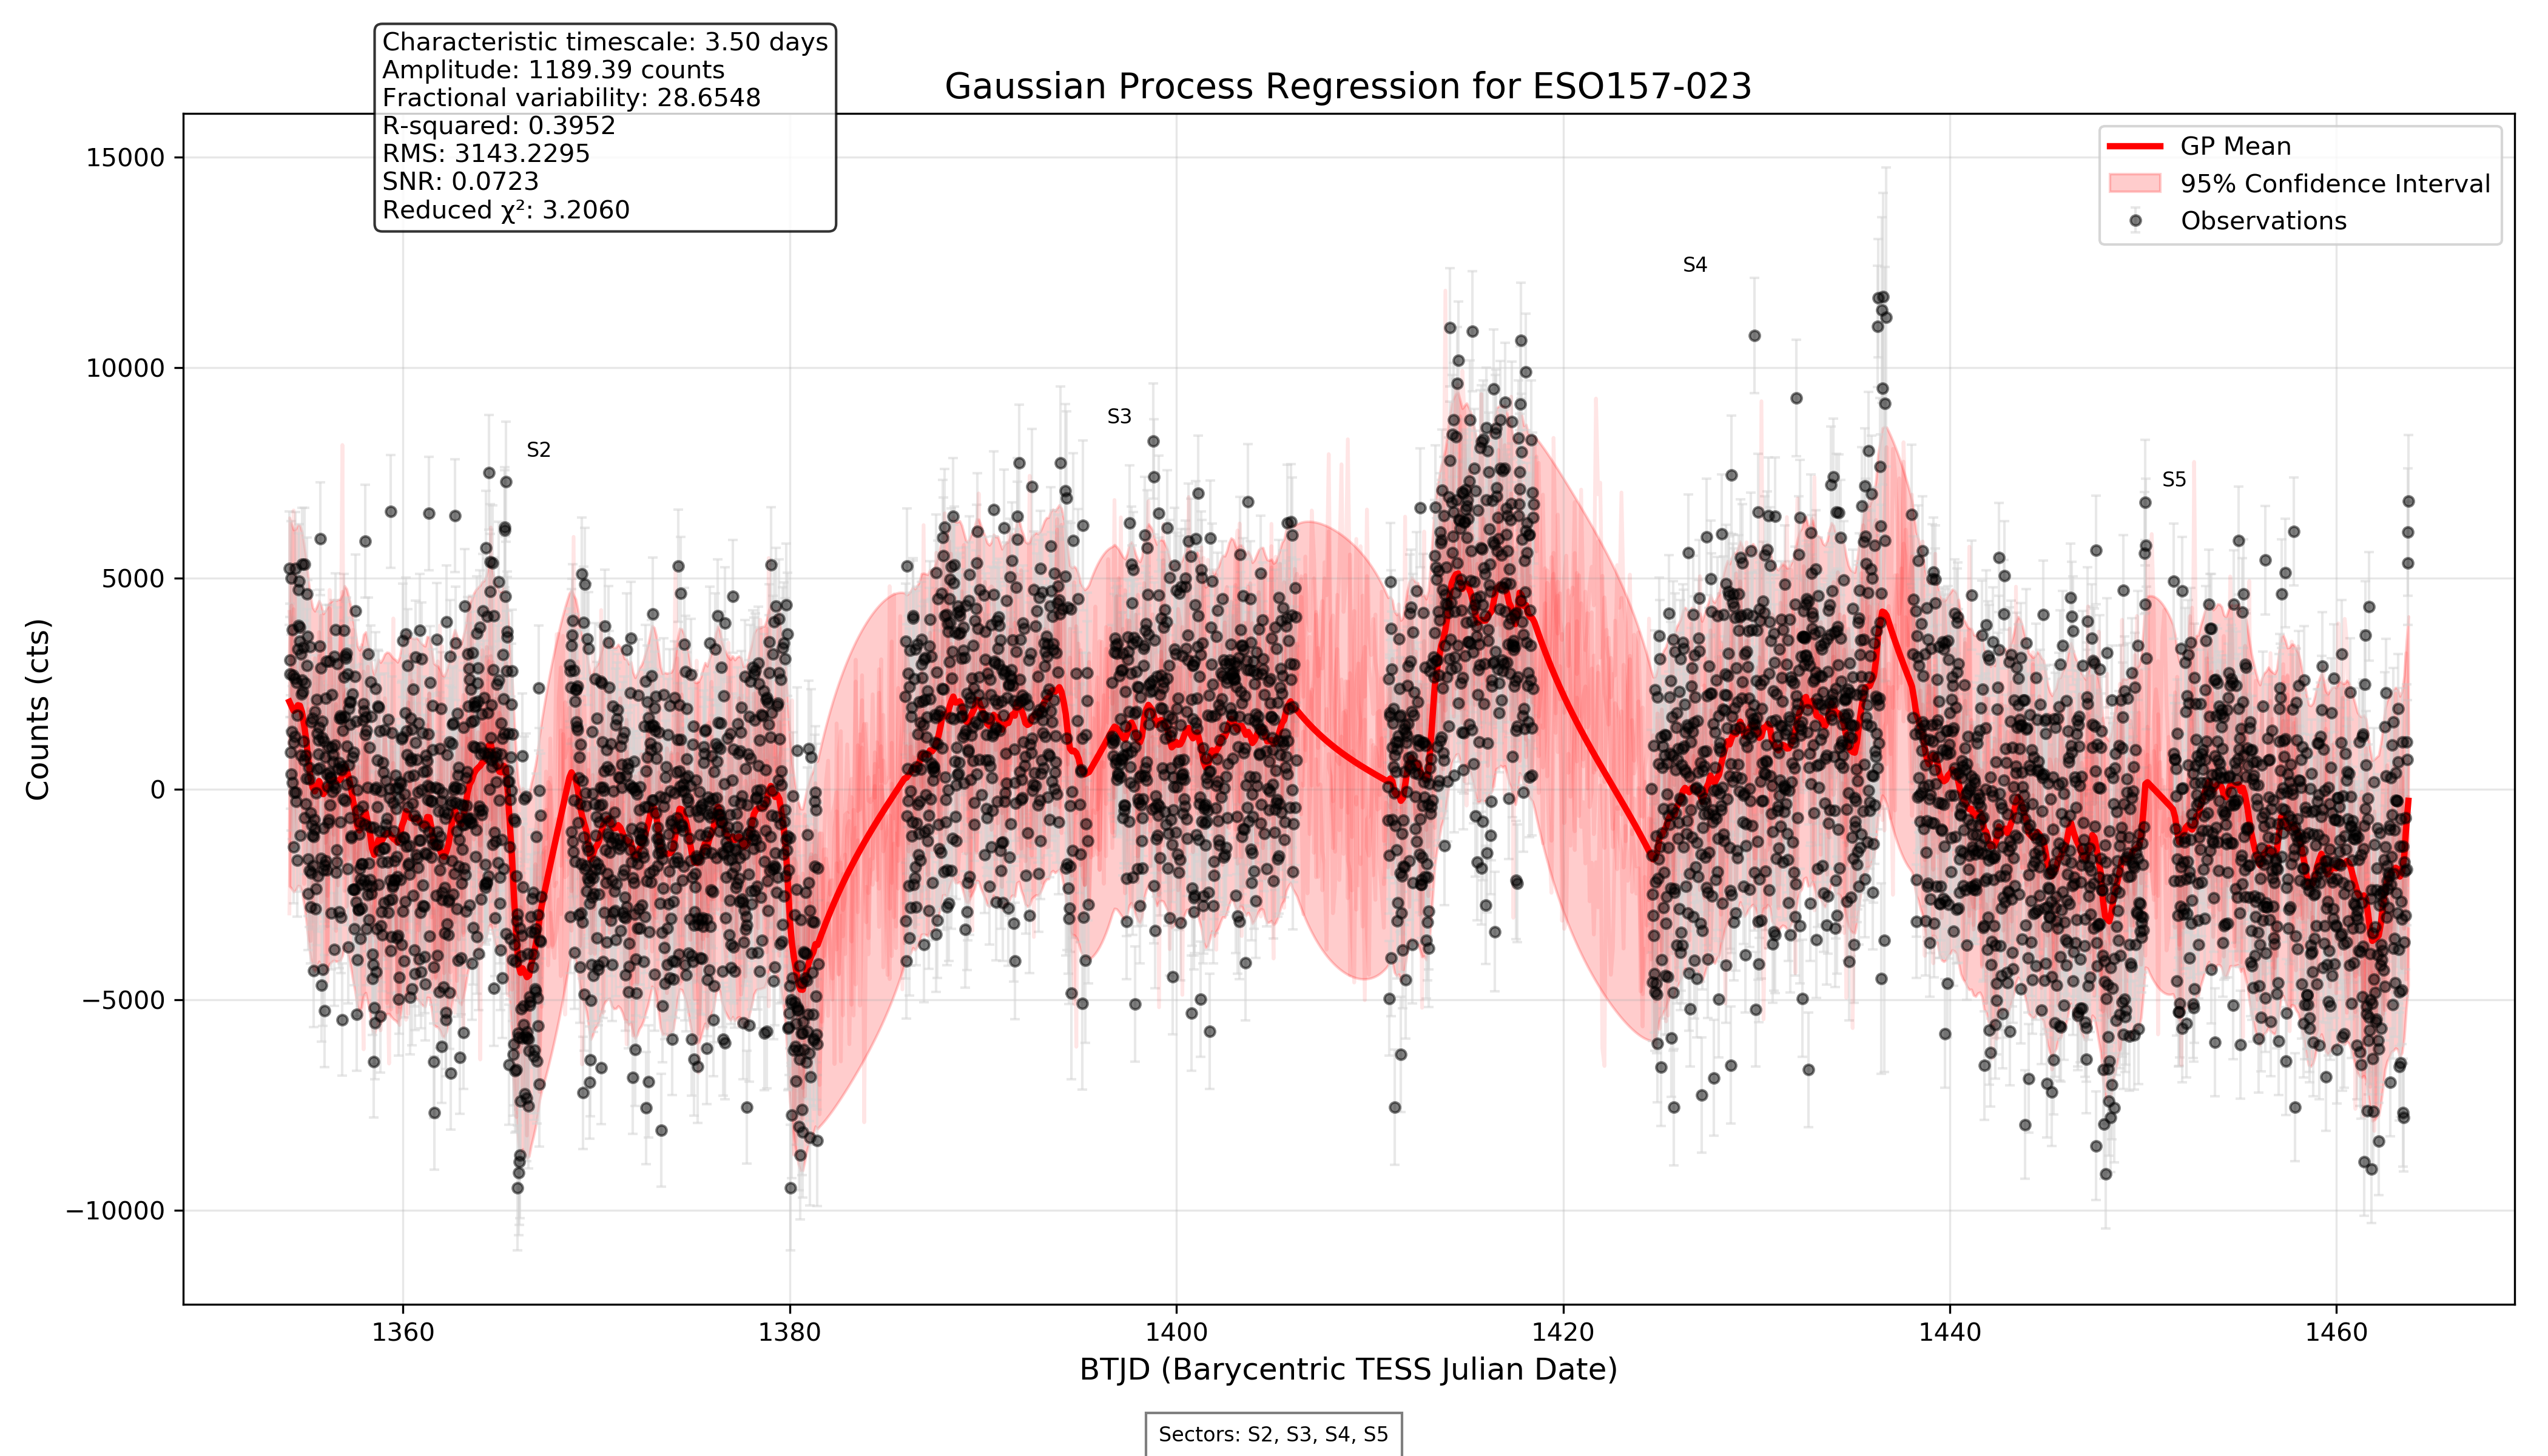 Characteristic timescale: 3.50 days
Amplitude: 1189.39 counts
Fractional variability: 28.6548
R-squared: 0.3952
RMS: 3143.2295
SNR: 0.0723
Reduced χ²: 3.2060
Gaussian Process Regression for ESO157-023
GP Mean
95% Confidence Interval
Observations
Counts (cts)
15000
10000
5000
0
−5000
−10000
S2
S3
S4
S5
1360
1380
1400
1420
1440
1460
BTJD (Barycentric TESS Julian Date)
Sectors: S2, S3, S4, S5